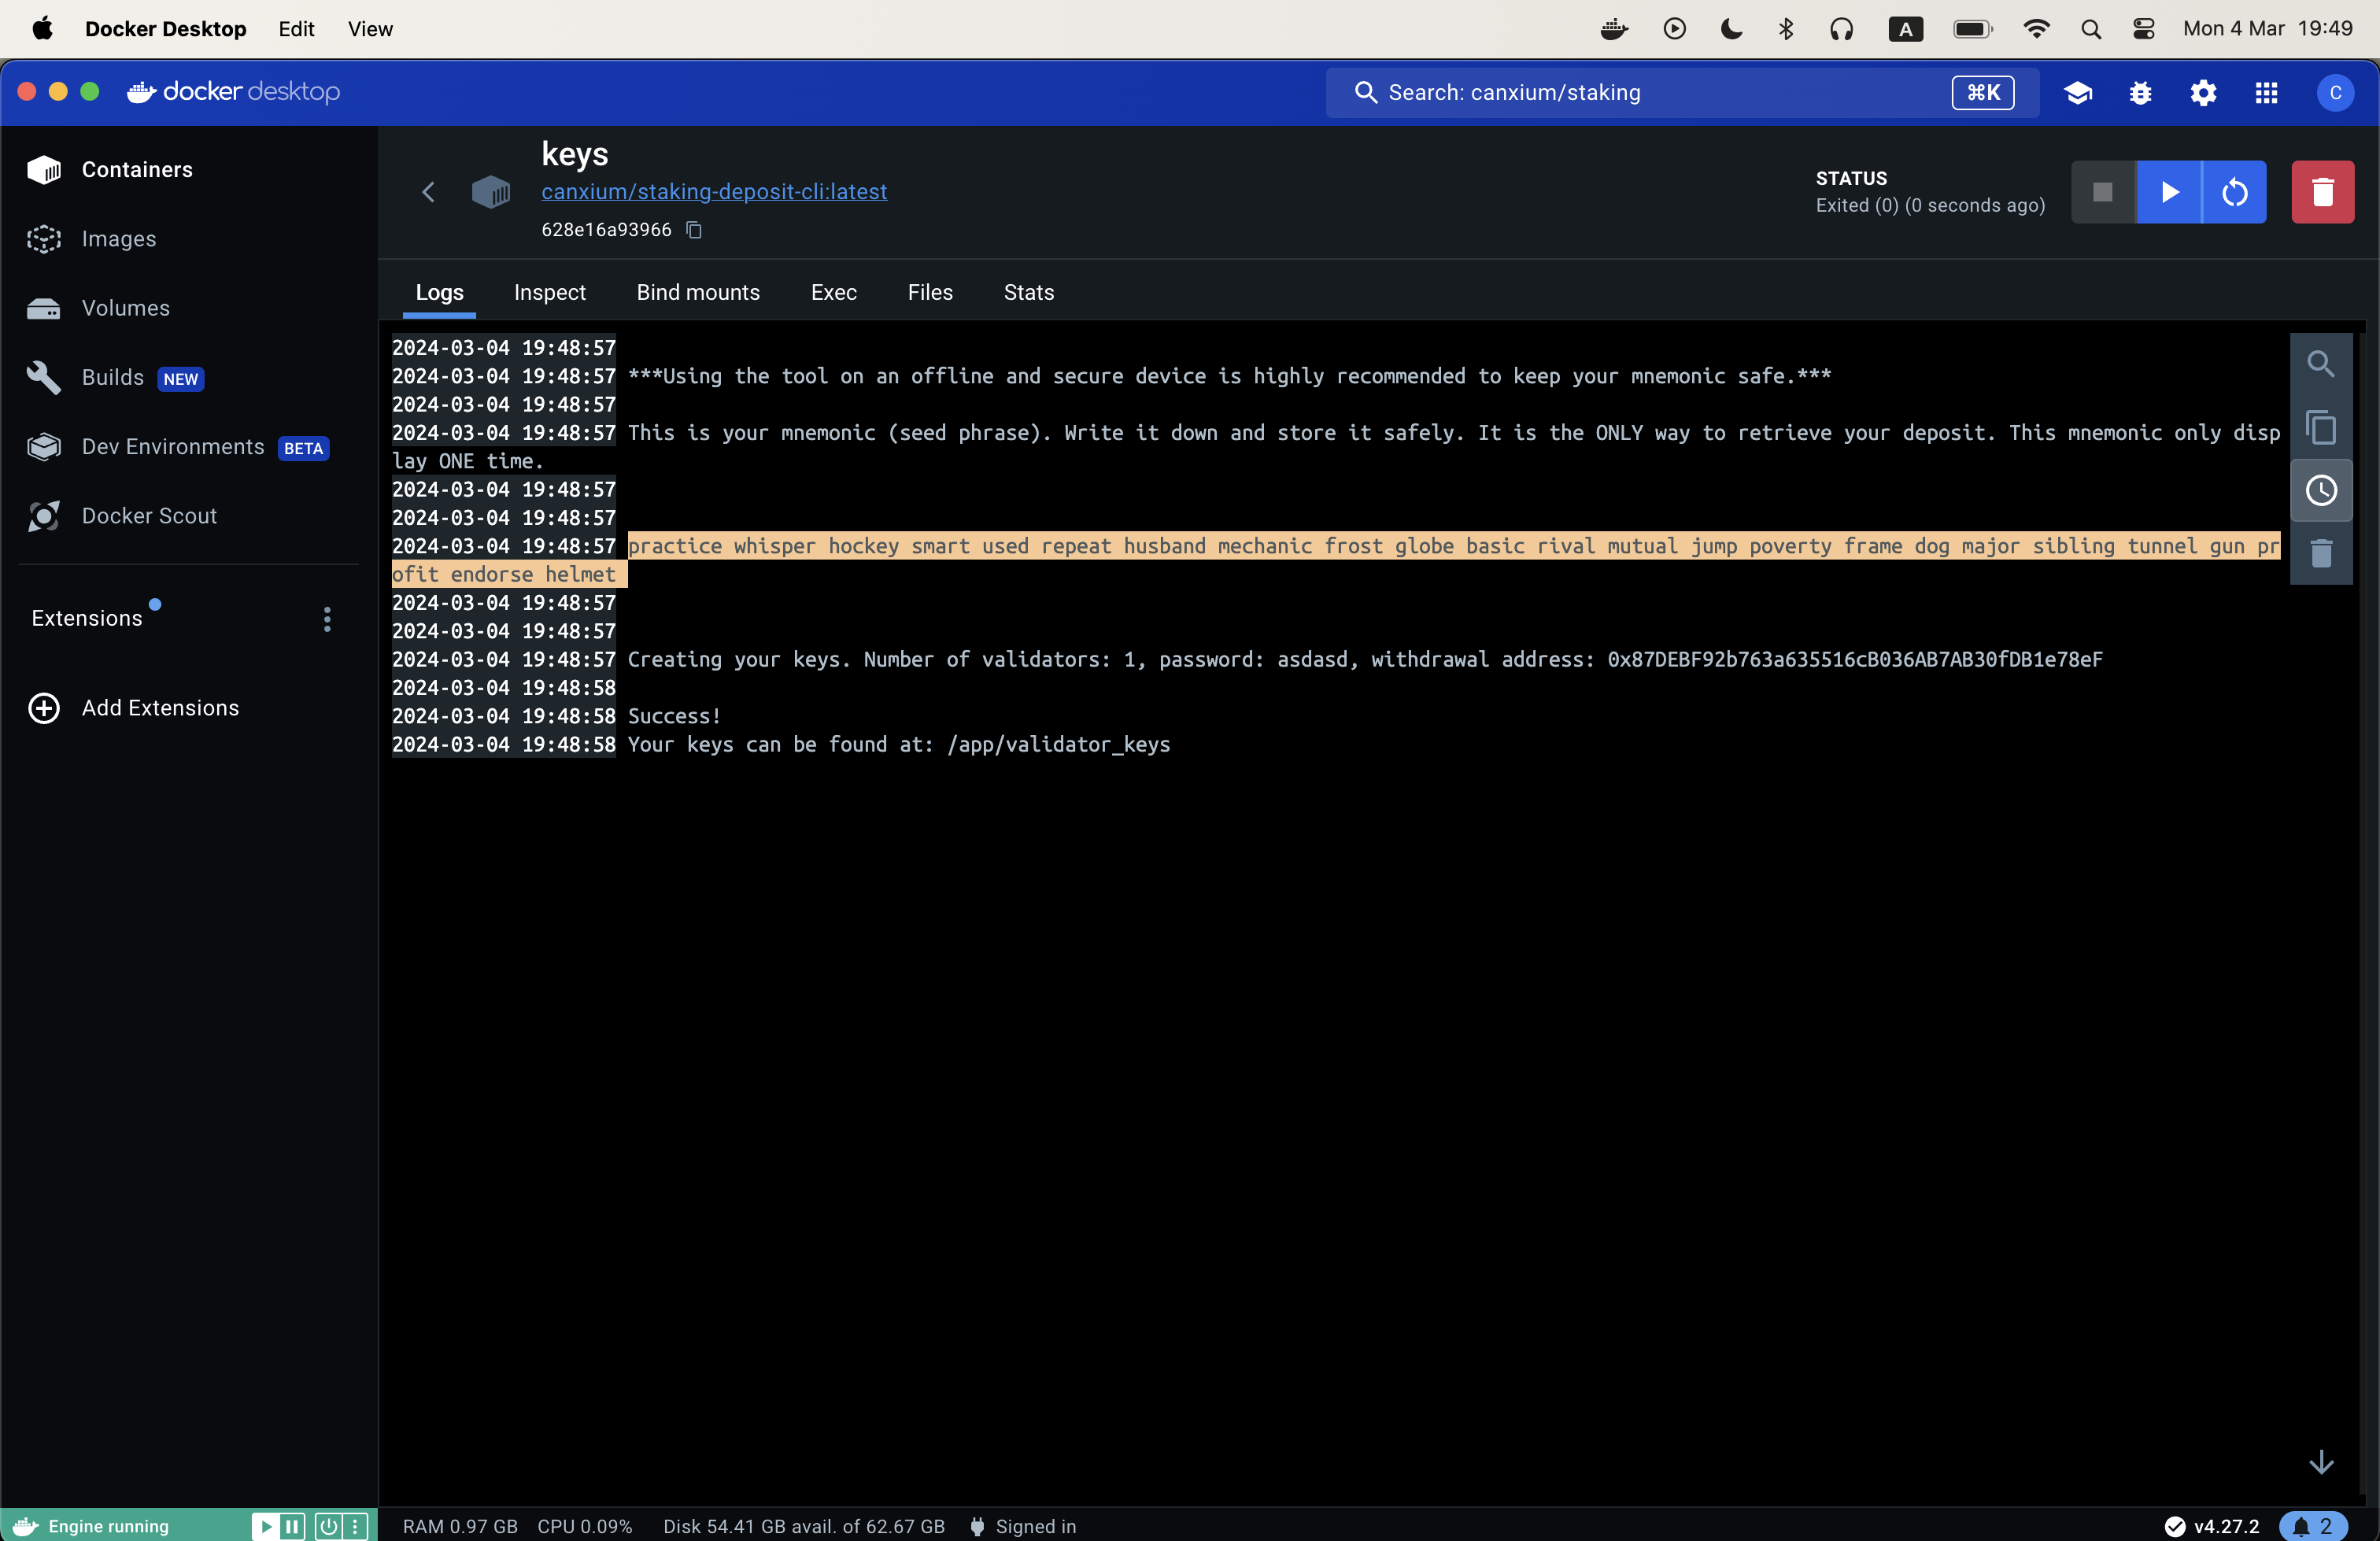 Docker Desktop Edit View A Mon 4 Mar 19:49
docker desktop Search: canxium/staking ⌘K C
Containers
Images
Volumes
Builds NEW
Dev Environments BETA
Docker Scout
Extensions
Add Extensions
keys
canxium/staking-deposit-cli:latest
628e16a93966
STATUS
Exited (0) (0 seconds ago)
Logs Inspect Bind mounts Exec Files Stats
2024-03-04 19:48:57
2024-03-04 19:48:57 ***Using the tool on an offline and secure device is highly recommended to keep your mnemonic safe.***
2024-03-04 19:48:57
2024-03-04 19:48:57 This is your mnemonic (seed phrase). Write it down and store it safely. It is the ONLY way to retrieve your deposit. This mnemonic only disp
lay ONE time.
2024-03-04 19:48:57
2024-03-04 19:48:57
2024-03-04 19:48:57 practice whisper hockey smart used repeat husband mechanic frost globe basic rival mutual jump poverty frame dog major sibling tunnel gun pr
ofit endorse helmet
2024-03-04 19:48:57
2024-03-04 19:48:57
2024-03-04 19:48:57 Creating your keys. Number of validators: 1, password: asdasd, withdrawal address: 0x87DEBF92b763a635516cB036AB7AB30fDB1e78eF
2024-03-04 19:48:58
2024-03-04 19:48:58 Success!
2024-03-04 19:48:58 Your keys can be found at: /app/validator_keys
Engine running RAM 0.97 GB CPU 0.09% Disk 54.41 GB avail. of 62.67 GB Signed in v4.27.2 2